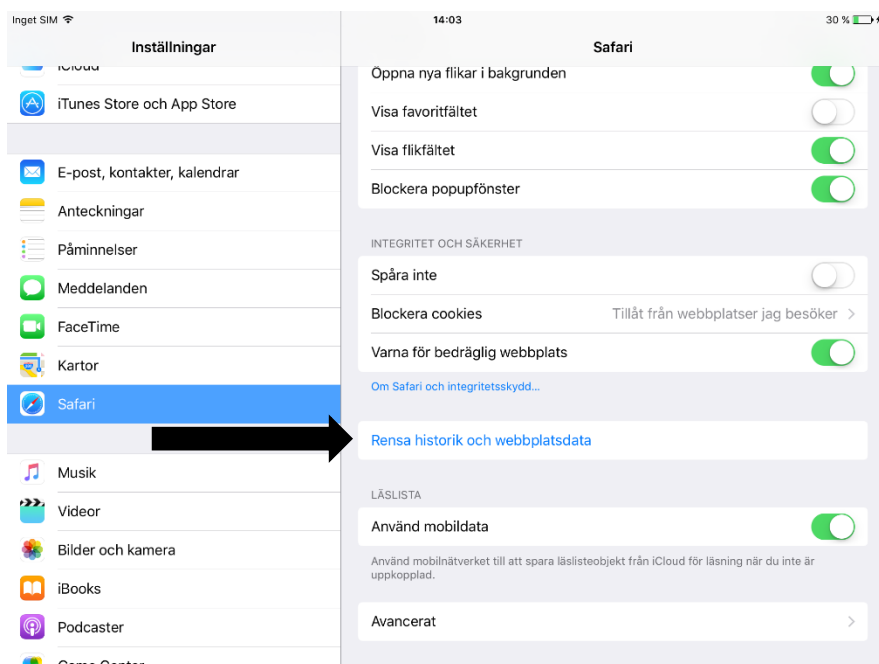 Inget SIM
14:03
30 %
Inställningar
Safari
iCloud
iTunes Store och App Store
E-post, kontakter, kalendrar
Anteckningar
Påminnelser
Meddelanden
FaceTime
Kartor
Safari
Musik
Videor
Bilder och kamera
iBooks
Podcaster
Game Center
Öppna nya flikar i bakgrunden
Visa favoritfältet
Visa flikfältet
Blockera popupfönster
INTEGRITET OCH SÄKERHET
Spåra inte
Blockera cookies Tillåt från webbplatser jag besöker
Varna för bedräglig webbplats
Om Safari och integritetsskydd...
Rensa historik och webbplatsdata
LÄSLISTA
Använd mobildata
Använd mobilnätverket till att spara läslisteobjekt från iCloud för läsning när du inte är
uppkopplad.
Avancerat